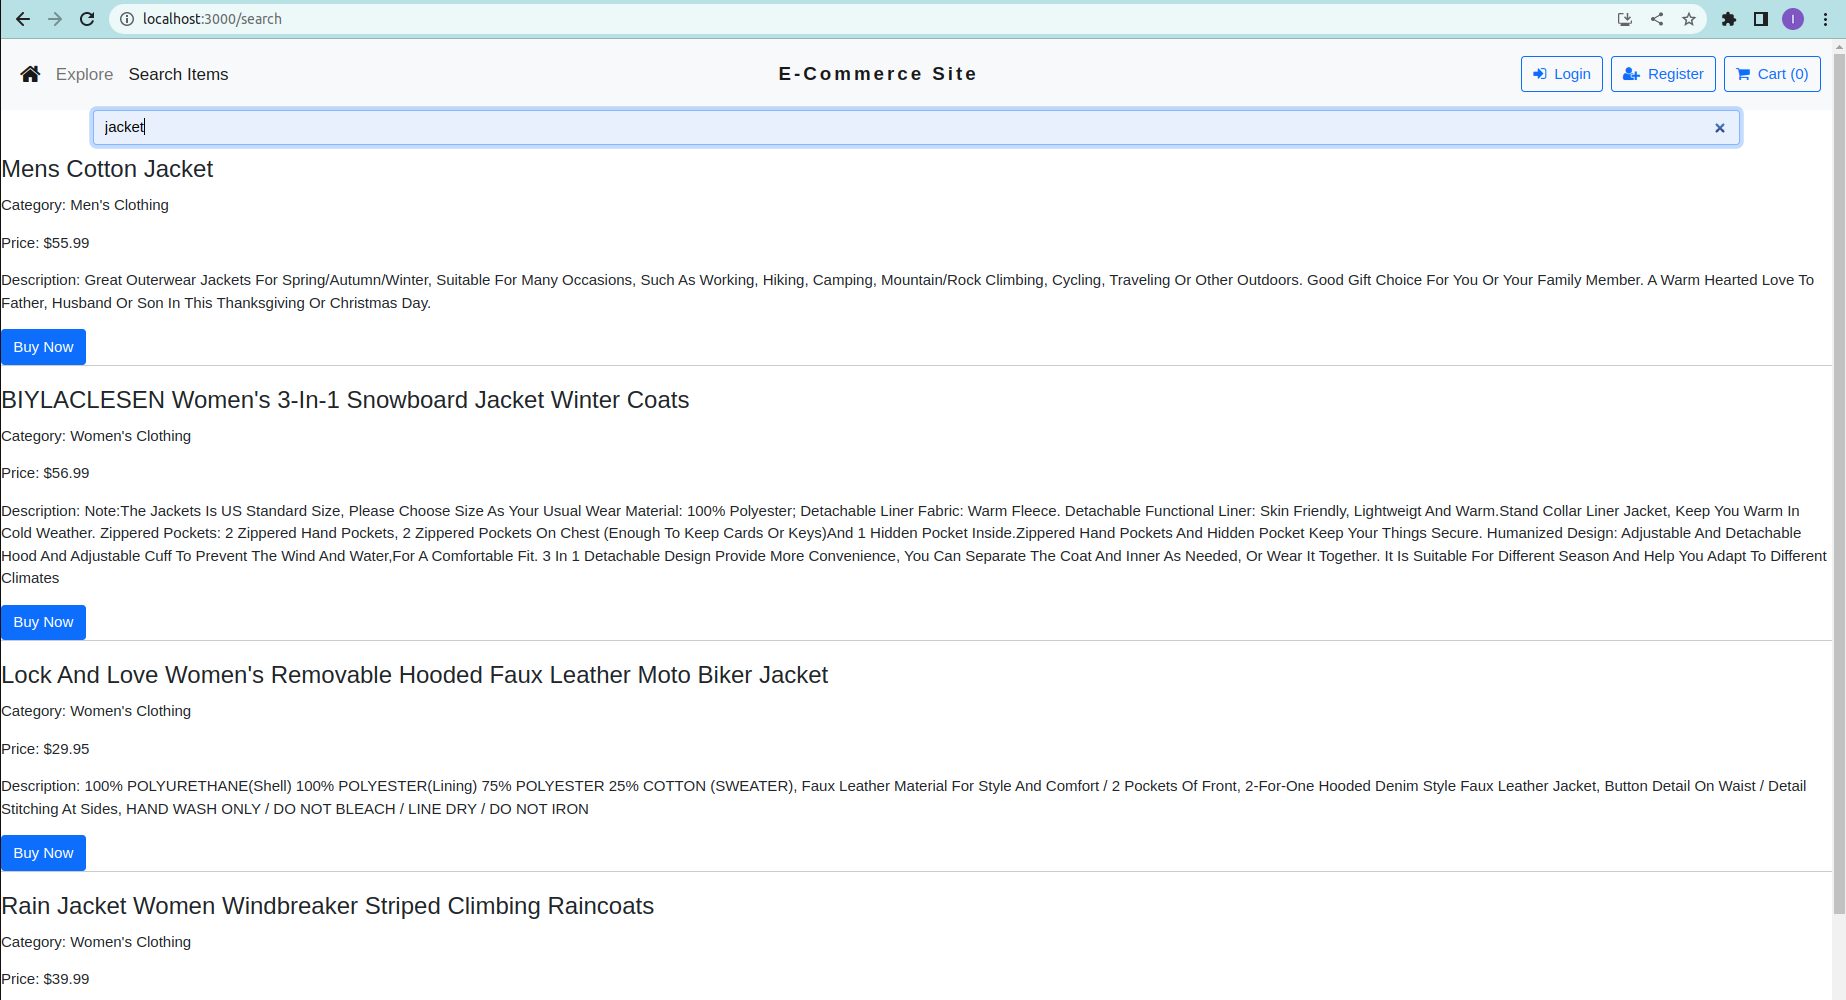 localhost:3000/search
Explore Search Items E-Commerce Site Login Register Cart (0)
jacket
Mens Cotton Jacket
Category: Men's Clothing
Price: $55.99
Description: Great Outerwear Jackets For Spring/Autumn/Winter, Suitable For Many Occasions, Such As Working, Hiking, Camping, Mountain/Rock Climbing, Cycling, Traveling Or Other Outdoors. Good Gift Choice For You Or Your Family Member. A Warm Hearted Love To
Father, Husband Or Son In This Thanksgiving Or Christmas Day.
Buy Now
BIYLACLESEN Women's 3-In-1 Snowboard Jacket Winter Coats
Category: Women's Clothing
Price: $56.99
Description: Note:The Jackets Is US Standard Size, Please Choose Size As Your Usual Wear Material: 100% Polyester; Detachable Liner Fabric: Warm Fleece. Detachable Functional Liner: Skin Friendly, Lightweigt And Warm.Stand Collar Liner Jacket, Keep You Warm In
Cold Weather. Zippered Pockets: 2 Zippered Hand Pockets, 2 Zippered Pockets On Chest (Enough To Keep Cards Or Keys)And 1 Hidden Pocket Inside.Zippered Hand Pockets And Hidden Pocket Keep Your Things Secure. Humanized Design: Adjustable And Detachable
Hood And Adjustable Cuff To Prevent The Wind And Water,For A Comfortable Fit. 3 In 1 Detachable Design Provide More Convenience, You Can Separate The Coat And Inner As Needed, Or Wear It Together. It Is Suitable For Different Season And Help You Adapt To Different
Climates
Buy Now
Lock And Love Women's Removable Hooded Faux Leather Moto Biker Jacket
Category: Women's Clothing
Price: $29.95
Description: 100% POLYURETHANE(Shell) 100% POLYESTER(Lining) 75% POLYESTER 25% COTTON (SWEATER), Faux Leather Material For Style And Comfort / 2 Pockets Of Front, 2-For-One Hooded Denim Style Faux Leather Jacket, Button Detail On Waist / Detail
Stitching At Sides, HAND WASH ONLY / DO NOT BLEACH / LINE DRY / DO NOT IRON
Buy Now
Rain Jacket Women Windbreaker Striped Climbing Raincoats
Category: Women's Clothing
Price: $39.99